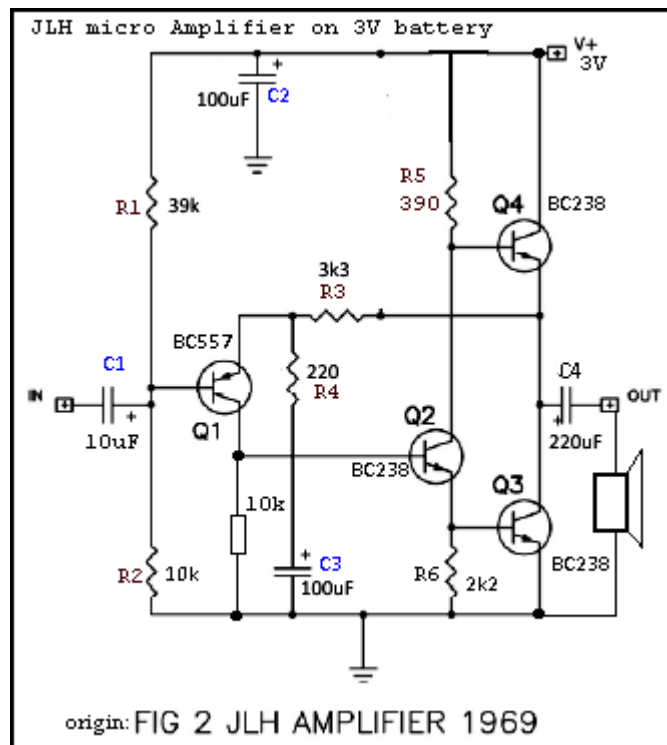 JLH micro Amplifier on 3V battery
V+
3V
100uF
C2
R5
390
Q4
BC238
R1
39k
3k3
R3
BC557
C1
220
R4
C4
IN
OUT
10uF
Q1
Q2
220uF
BC238
Q3
10k
R2
10k
C3
100uF
R6
2k2
BC238
origin: FIG 2 JLH AMPLIFIER 1969